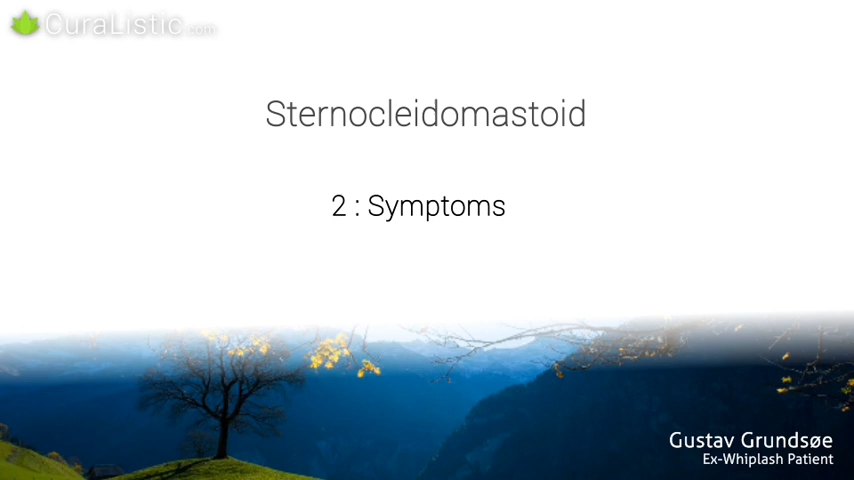 CuraListic.com
Sternocleidomastoid
2 : Symptoms
Gustav Grundsøe
Ex-Whiplash Patient